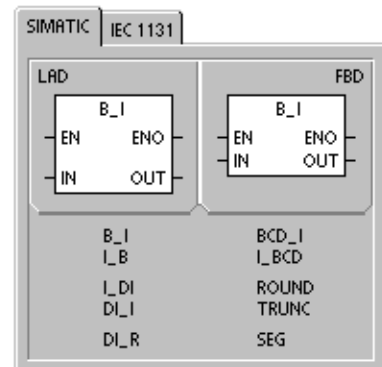 SIMATIC IEC 1131
LAD FBD
B_I B_I
EN ENO EN ENO
IN OUT IN OUT
B_I BCD_I
I_B I_BCD
I_DI ROUND
DI_I TRUNC
DI_R SEG